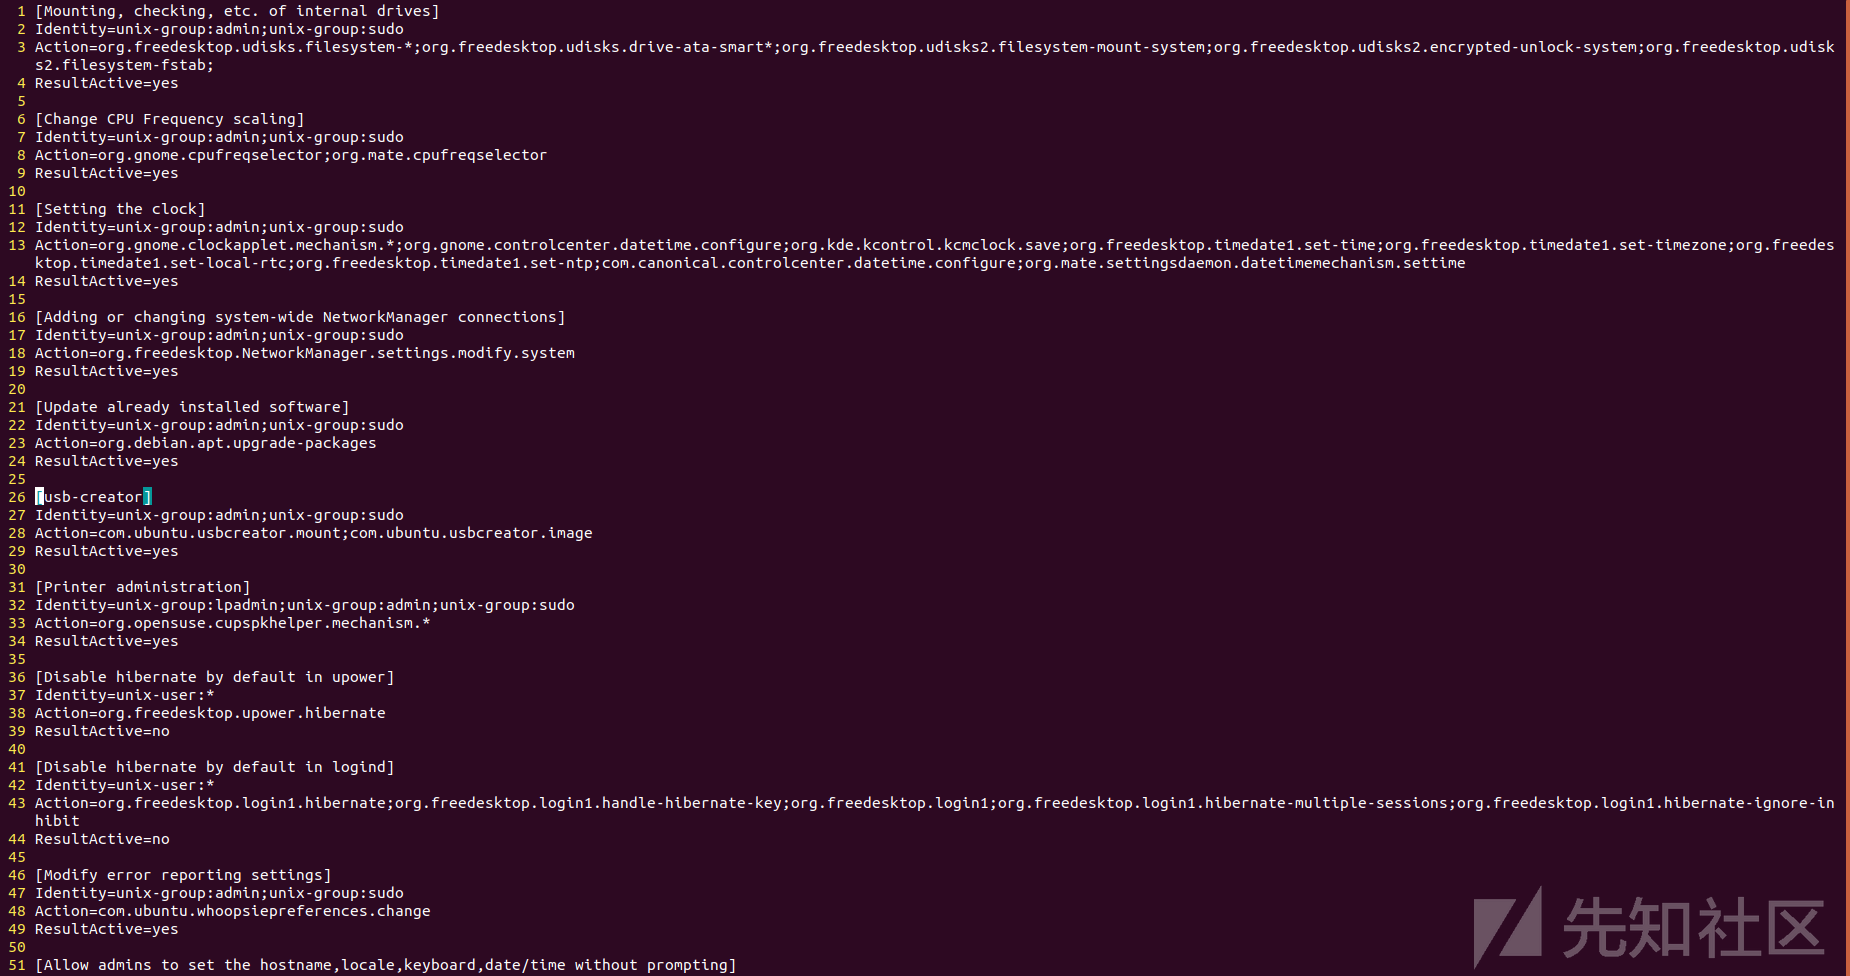 1 [Mounting, checking, etc. of internal drives]
2 Identity=unix-group:admin;unix-group:sudo
3 Action=org.freedesktop.udisks.filesystem-*;org.freedesktop.udisks.drive-ata-smart*;org.freedesktop.udisks2.filesystem-mount-system;org.freedesktop.udisks2.encrypted-unlock-system;org.freedesktop.udisk
s2.filesystem-fstab;
4 ResultActive=yes
5
6 [Change CPU Frequency scaling]
7 Identity=unix-group:admin;unix-group:sudo
8 Action=org.gnome.cpufreqselector;org.mate.cpufreqselector
9 ResultActive=yes
10
11 [Setting the clock]
12 Identity=unix-group:admin;unix-group:sudo
13 Action=org.gnome.clockapplet.mechanism.*;org.gnome.controlcenter.datetime.configure;org.kde.kcontrol.kcmclock.save;org.freedesktop.timedate1.set-time;org.freedesktop.timedate1.set-timezone;org.freedes
ktop.timedate1.set-local-rtc;org.freedesktop.timedate1.set-ntp;com.canonical.controlcenter.datetime.configure;org.mate.settingsdaemon.datetimemechanism.settime
14 ResultActive=yes
15
16 [Adding or changing system-wide NetworkManager connections]
17 Identity=unix-group:admin;unix-group:sudo
18 Action=org.freedesktop.NetworkManager.settings.modify.system
19 ResultActive=yes
20
21 [Update already installed software]
22 Identity=unix-group:admin;unix-group:sudo
23 Action=org.debian.apt.upgrade-packages
24 ResultActive=yes
25
26 [usb-creator]
27 Identity=unix-group:admin;unix-group:sudo
28 Action=com.ubuntu.usbcreator.mount;com.ubuntu.usbcreator.image
29 ResultActive=yes
30
31 [Printer administration]
32 Identity=unix-group:lpadmin;unix-group:admin;unix-group:sudo
33 Action=org.opensuse.cupspkhelper.mechanism.*
34 ResultActive=yes
35
36 [Disable hibernate by default in upower]
37 Identity=unix-user:*
38 Action=org.freedesktop.upower.hibernate
39 ResultActive=no
40
41 [Disable hibernate by default in logind]
42 Identity=unix-user:*
43 Action=org.freedesktop.login1.hibernate;org.freedesktop.login1.handle-hibernate-key;org.freedesktop.login1;org.freedesktop.login1.hibernate-multiple-sessions;org.freedesktop.login1.hibernate-ignore-in
hibit
44 ResultActive=no
45
46 [Modify error reporting settings]
47 Identity=unix-group:admin;unix-group:sudo
48 Action=com.ubuntu.whoopsiepreferences.change
49 ResultActive=yes
50
51 [Allow admins to set the hostname,locale,keyboard,date/time without prompting]
先知社区